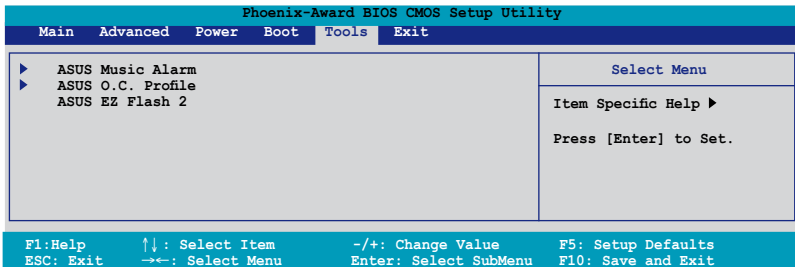 Phoenix-Award BIOS CMOS Setup Utility
Main Advanced Power Boot Tools Exit
ASUS Music Alarm
ASUS O.C. Profile
ASUS EZ Flash 2
Select Menu
Item Specific Help ▶
Press [Enter] to Set.
F1:Help ↑↓: Select Item -/+: Change Value F5: Setup Defaults
ESC: Exit →←: Select Menu Enter: Select SubMenu F10: Save and Exit